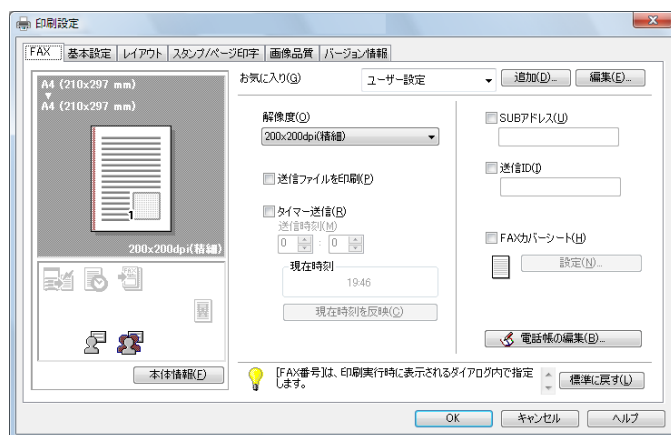 印刷設定
FAX 基本設定 レイアウト スタンプ/ページ印字 画像品質 バージョン情報
A4 (210x297 mm)
A4 (210x297 mm)
1
200x200dpi(精細)
本体情報(F)
お気に入り(G) ユーザー設定 追加(D)... 編集(E)...
解像度(O)
200x200dpi(精細)
送信ファイルを印刷(P)
タイマー送信(R)
送信時刻(M)
0 : 0
現在時刻
19:46
現在時刻を反映(C)
SUBアドレス(U)
送信ID(I)
FAXカバーシート(H)
設定(N)...
電話帳の編集(B)...
[FAX番号]は、印刷実行時に表示されるダイアログ内で指定
します。
標準に戻す(L)
OK キャンセル ヘルプ